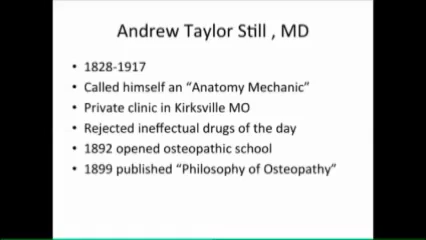 Andrew Taylor Still , MD
• 1828-1917
• Called himself an “Anatomy Mechanic”
• Private clinic in Kirksville MO
• Rejected ineffectual drugs of the day
• 1892 opened osteopathic school
• 1899 published “Philosophy of Osteopathy”